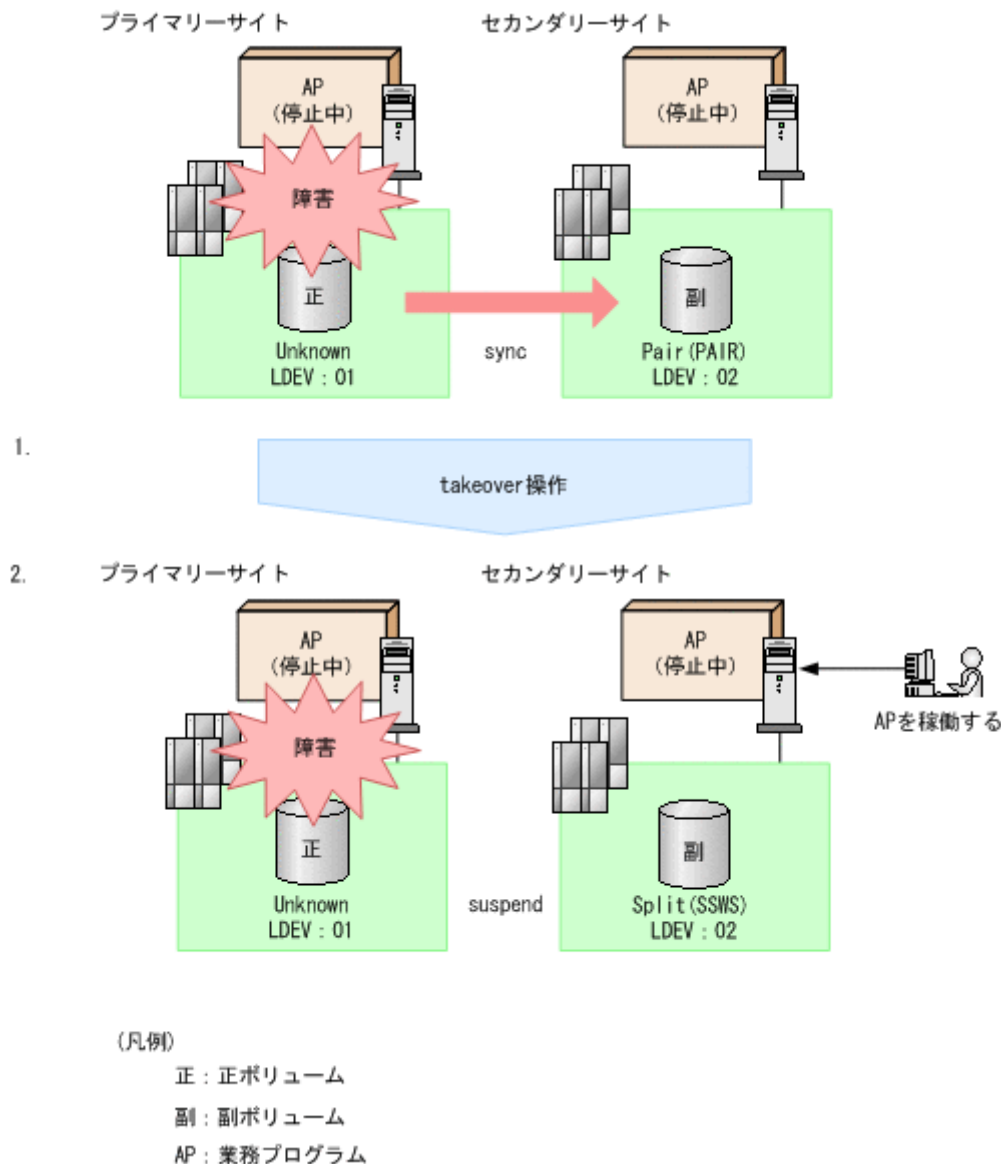 プライマリーサイト
セカンダリーサイト
AP
(停止中)
AP
(停止中)
障害
正
副
Unknown
LDEV：01
sync
Pair(PAIR)
LDEV：02
1.
takeover操作
2.
プライマリーサイト
セカンダリーサイト
AP
(停止中)
AP
(停止中)
APを稼働する
障害
正
副
Unknown
LDEV：01
suspend
Split(SSWS)
LDEV：02
(凡例)
正：正ボリューム
副：副ボリューム
AP：業務プログラム